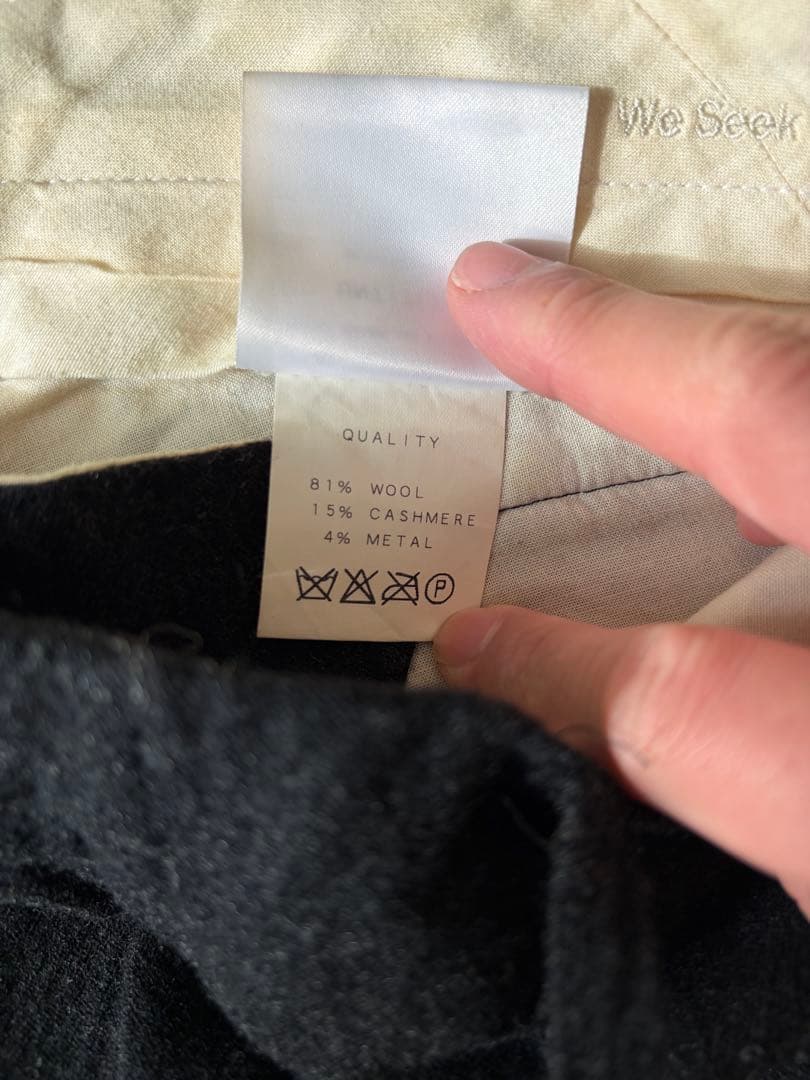 We Seek
QUALITY
81% WOOL
15% CASHMERE
4% METAL
P